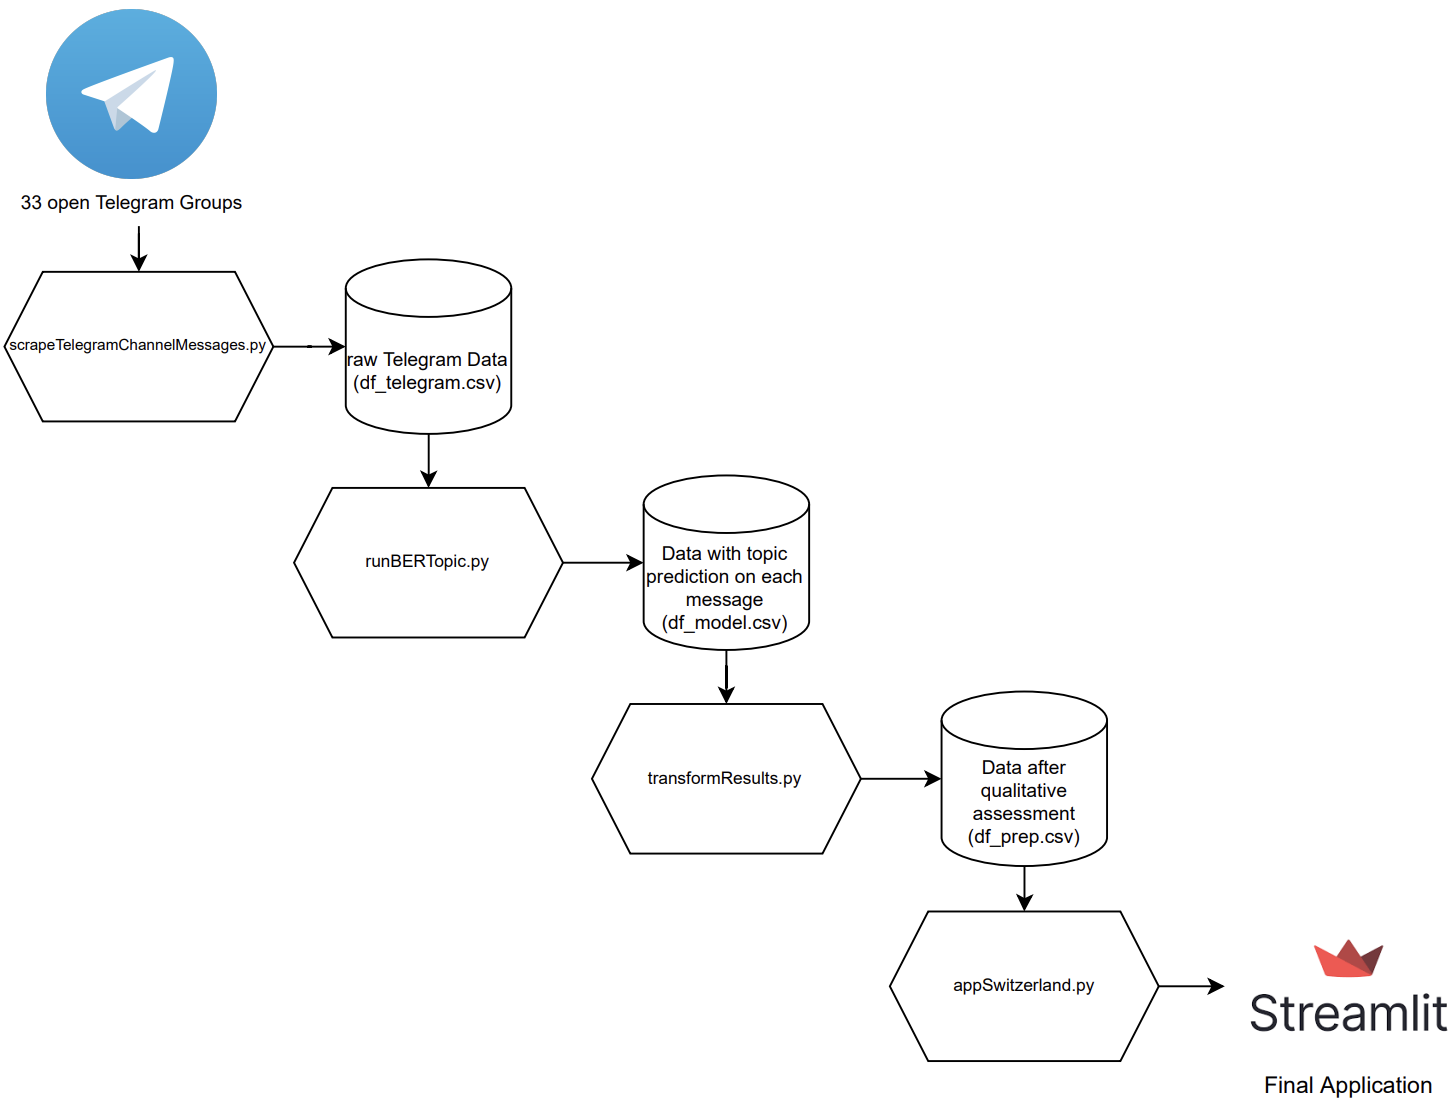 33 open Telegram Groups
scrapeTelegramChannelMessages.py
raw Telegram Data
(df_telegram.csv)
runBERTopic.py
Data with topic
prediction on each
message
(df_model.csv)
transformResults.py
Data after
qualitative
assessment
(df_prep.csv)
appSwitzerland.py
Streamlit
Final Application